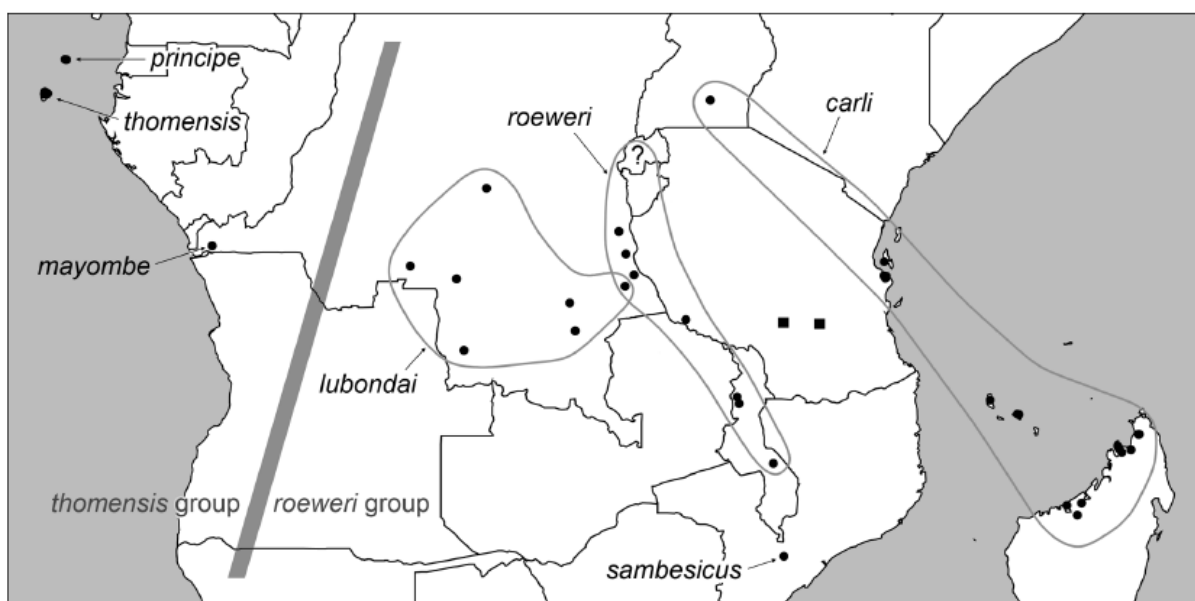 principe
thomensis
roeweri
carli
?
mayombe
lubondai
thomensis group
roeweri group
sambesicus